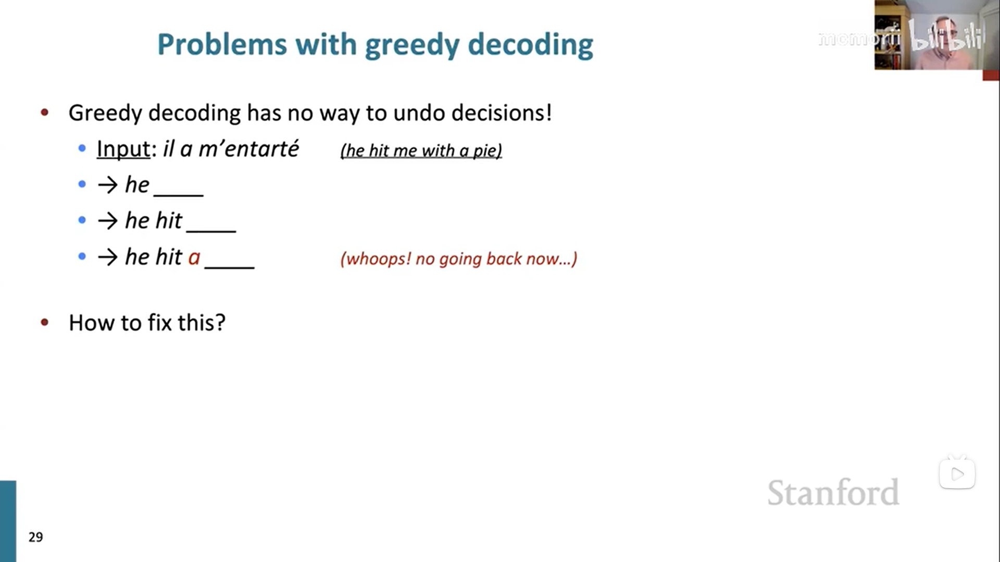 Problems with greedy decoding
bilibili
• Greedy decoding has no way to undo decisions!
• Input: il a m’entarté (he hit me with a pie)
• → he ____
• → he hit ____
• → he hit a ____ (whoops! no going back now…)
• How to fix this?
Stanford
29